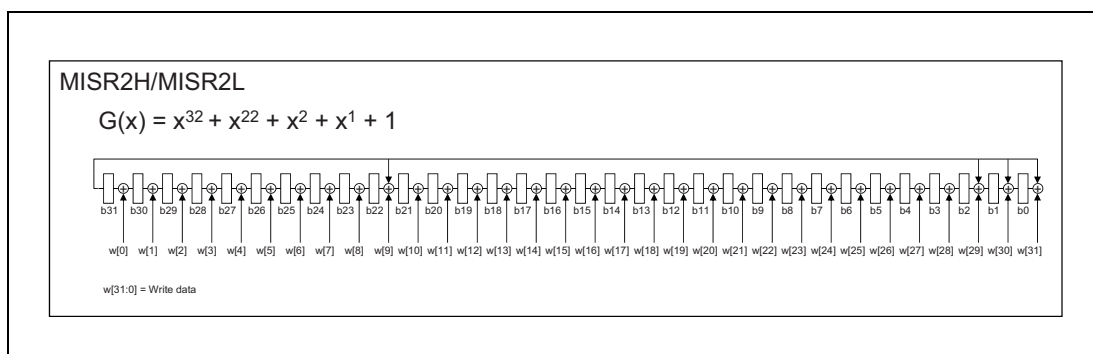 MISR2H/MISR2L
G(x) = x³² + x²² + x² + x¹ + 1
b31 b30 b29 b28 b27 b26 b25 b24 b23 b22 b21 b20 b19 b18 b17 b16 b15 b14 b13 b12 b11 b10 b9 b8 b7 b6 b5 b4 b3 b2 b1 b0
w[0] w[1] w[2] w[3] w[4] w[5] w[6] w[7] w[8] w[9] w[10] w[11] w[12] w[13] w[14] w[15] w[16] w[17] w[18] w[19] w[20] w[21] w[22] w[23] w[24] w[25] w[26] w[27] w[28] w[29] w[30] w[31]
w[31:0] = Write data